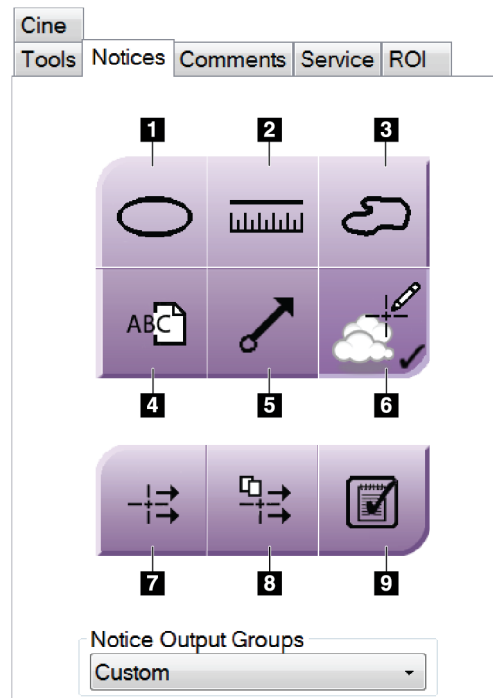 Cine
Tools Notices Comments Service ROI
1 2 3
ABC
4 5 6
7 8 9
Notice Output Groups
Custom